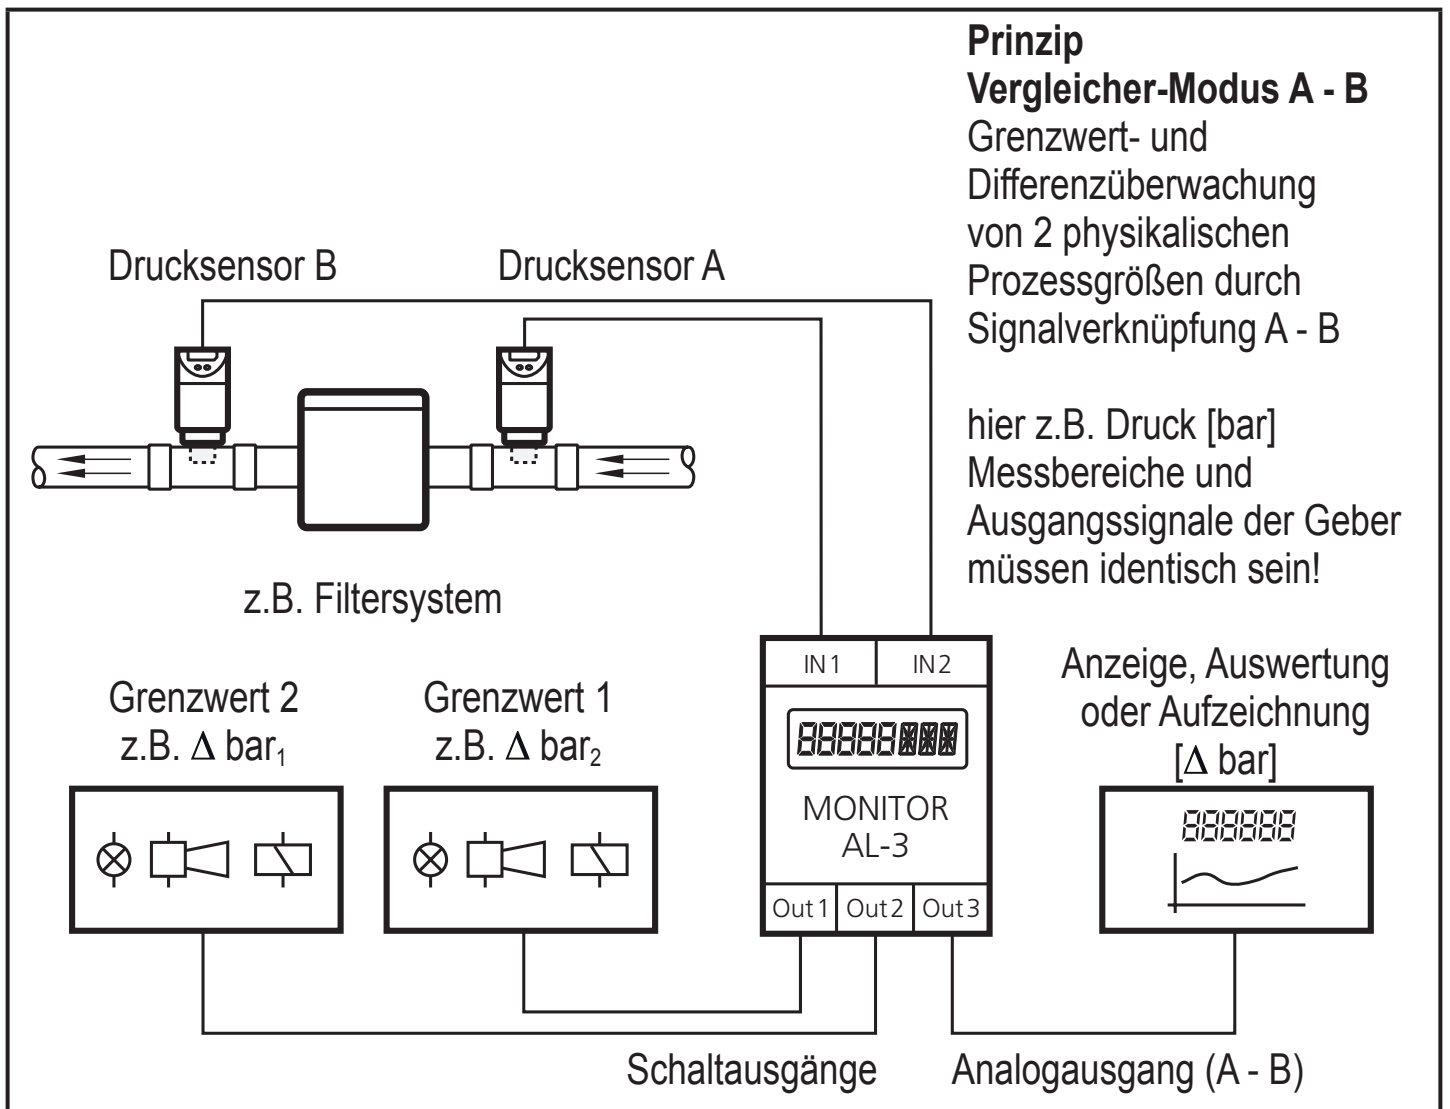 Prinzip
Vergleicher-Modus A - B
Grenzwert- und
Differenzüberwachung
von 2 physikalischen
Prozessgrößen durch
Signalverknüpfung A - B
hier z.B. Druck [bar]
Messbereiche und
Ausgangssignale der Geber
müssen identisch sein!
Drucksensor B
Drucksensor A
z.B. Filtersystem
Grenzwert 2
z.B. Δ bar₁
Grenzwert 1
z.B. Δ bar₂
IN1
IN2
MONITOR
AL-3
Out1
Out2
Out3
Anzeige, Auswertung
oder Aufzeichnung
[Δ bar]
Schaltausgänge
Analogausgang (A - B)